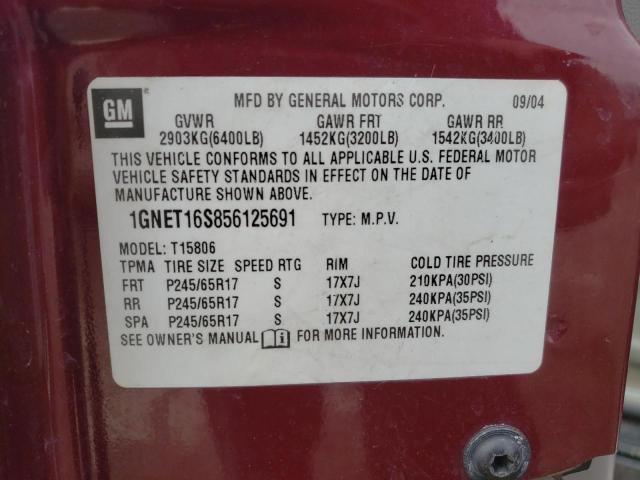 GM
MFD BY GENERAL MOTORS CORP. 09/04
GVWR GAWR FRT GAWR RR
2903KG(6400LB) 1452KG(3200LB) 1542KG(3400LB)
THIS VEHICLE CONFORMS TO ALL APPLICABLE U.S. FEDERAL MOTOR
VEHICLE SAFETY STANDARDS IN EFFECT ON THE DATE OF
MANUFACTURE SHOWN ABOVE.
1GNET16S856125691 TYPE: M.P.V.
MODEL: T15806
TPMA TIRE SIZE SPEED RTG RIM COLD TIRE PRESSURE
FRT P245/65R17 S 17X7J 210KPA(30PSI)
RR P245/65R17 S 17X7J 240KPA(35PSI)
SPA P245/65R17 S 17X7J 240KPA(35PSI)
SEE OWNER'S MANUAL i FOR MORE INFORMATION.